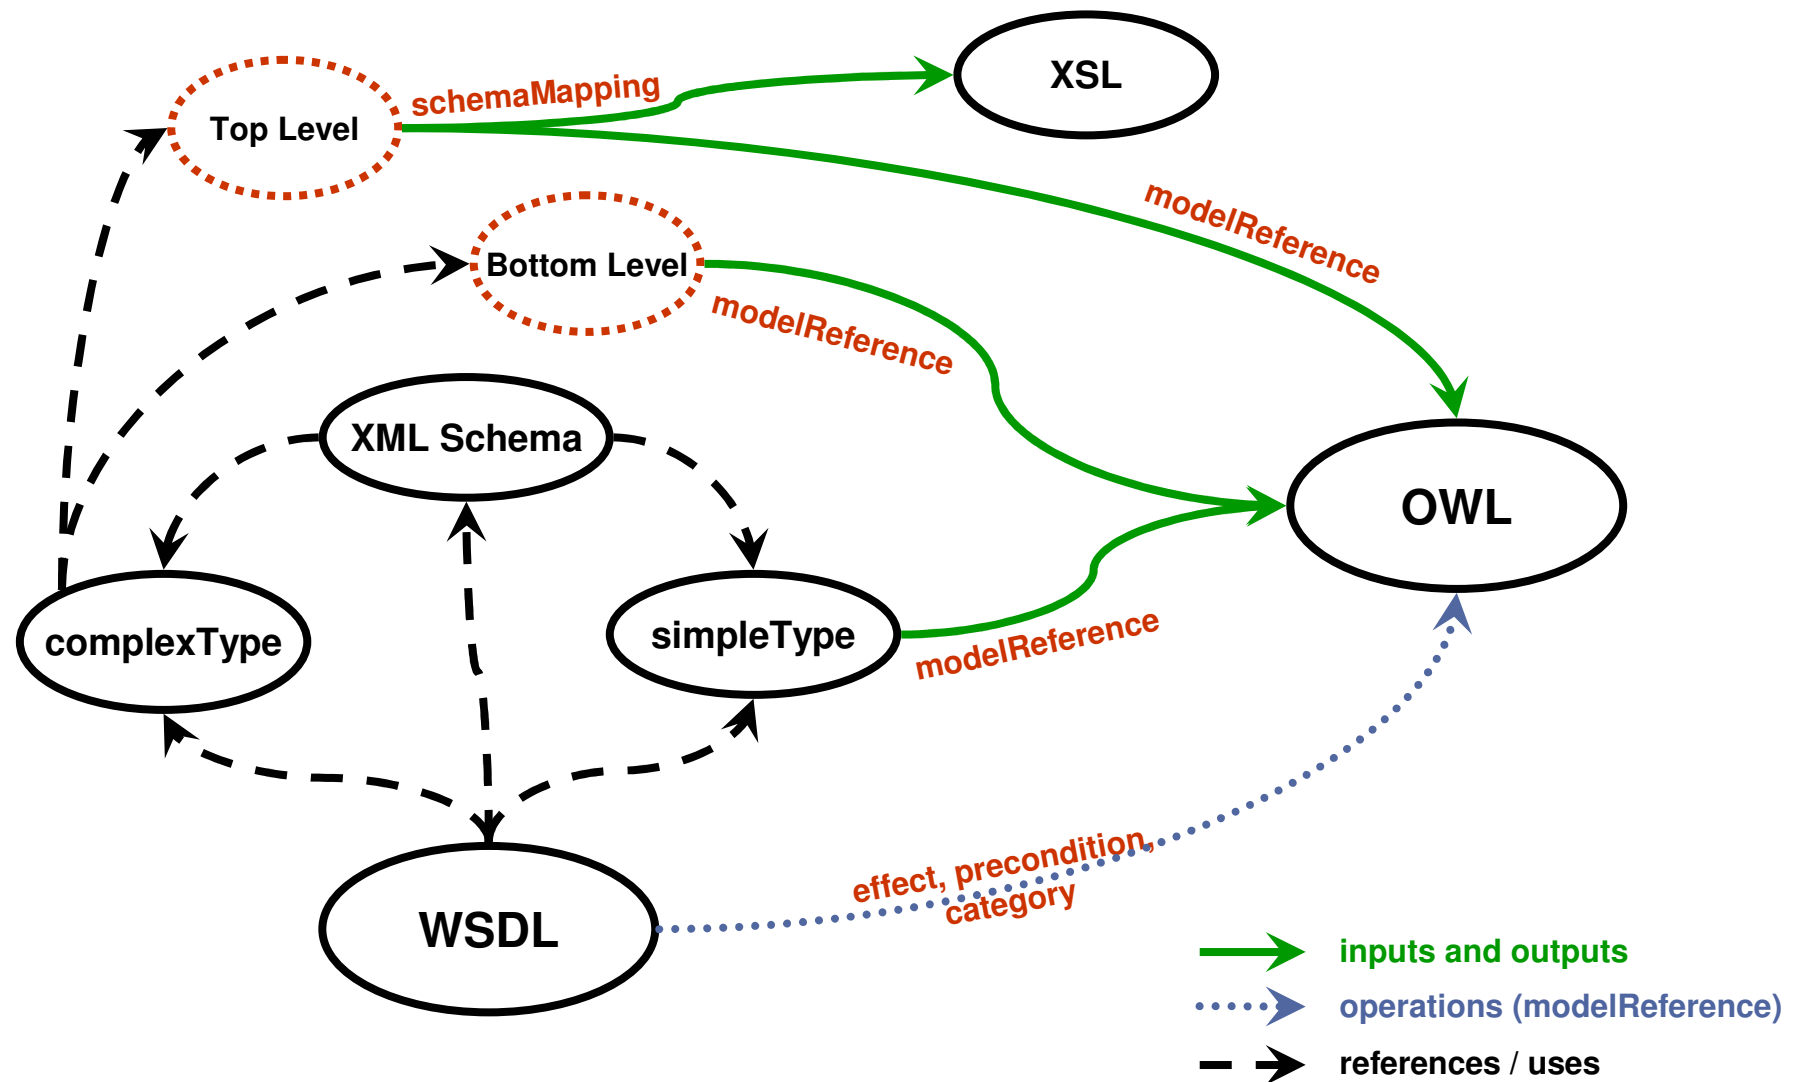 XSL
schemaMapping
Top Level
modelReference
Bottom Level
modelReference
XML Schema
OWL
simpleType
complexType
modelReference
effect, precondition,
category
WSDL
inputs and outputs
operations (modelReference)
references / uses